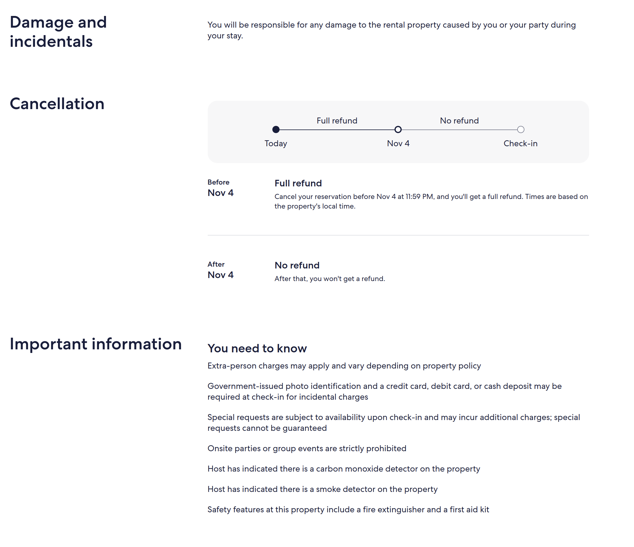 Damage and
incidentals
You will be responsible for any damage to the rental property caused by you or your party during
your stay.
Cancellation
Full refund
No refund
Today
Nov 4
Check-in
Before
Nov 4
Full refund
Cancel your reservation before Nov 4 at 11:59 PM, and you'll get a full refund. Times are based on
the property's local time.
After
Nov 4
No refund
After that, you won't get a refund.
Important information
You need to know
Extra-person charges may apply and vary depending on property policy
Government-issued photo identification and a credit card, debit card, or cash deposit may be
required at check-in for incidental charges
Special requests are subject to availability upon check-in and may incur additional charges; special
requests cannot be guaranteed
Onsite parties or group events are strictly prohibited
Host has indicated there is a carbon monoxide detector on the property
Host has indicated there is a smoke detector on the property
Safety features at this property include a fire extinguisher and a first aid kit